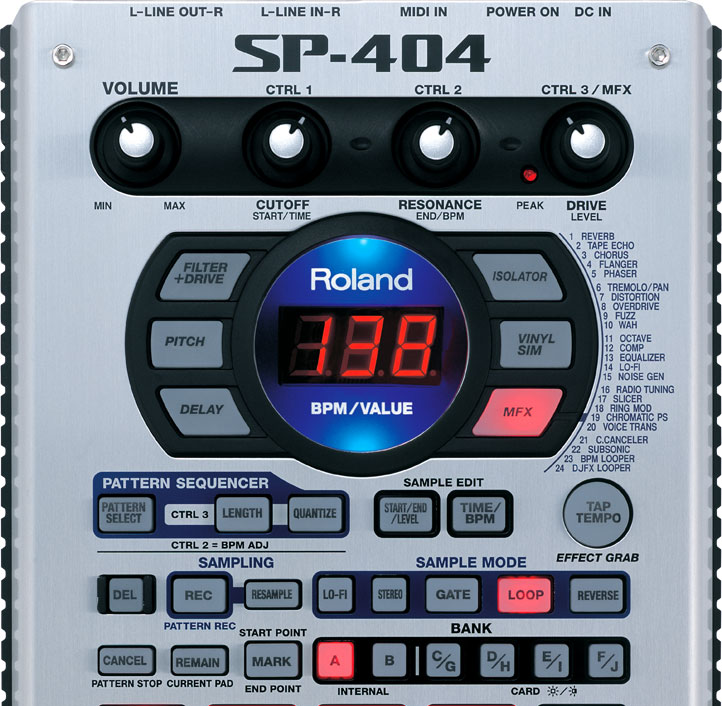 L-LINE OUT-R L-LINE IN-R MIDI IN POWER ON DC IN
SP-404
VOLUME CTRL 1 CTRL 2 CTRL 3 / MFX
MIN MAX CUTOFF RESONANCE PEAK DRIVE
START/TIME END/BPM LEVEL
1 REVERB
2 TAPE ECHO
3 CHORUS
4 FLANGER
5 PHASER
6 TREMOLO/PAN
7 DISTORTION
8 OVERDRIVE
9 FUZZ
10 WAH
11 OCTAVE
12 COMP
13 EQUALIZER
14 LO-FI
15 NOISE GEN
16 RADIO TUNING
17 SLICER
18 RING MOD
19 CHROMATIC PS
20 VOICE TRANS
21 C.CANCELER
22 SUBSONIC
23 BPM LOOPER
24 DJFX LOOPER
FILTER
+DRIVE
Roland
ISOLATOR
PITCH
138
VINYL
SIM
DELAY
BPM/VALUE
MFX
PATTERN SEQUENCER
SAMPLE EDIT
PATTERN
SELECT
CTRL 3
LENGTH
QUANTIZE
START/END
/LEVEL
TIME/
BPM
TAP
TEMPO
CTRL 2 = BPM ADJ
EFFECT GRAB
SAMPLING SAMPLE MODE
DEL REC RESAMPLE LO-FI STEREO GATE LOOP REVERSE
PATTERN REC START POINT BANK
CANCEL REMAIN MARK A B C/G D/H E/I F/J
PATTERN STOP CURRENT PAD END POINT INTERNAL CARD